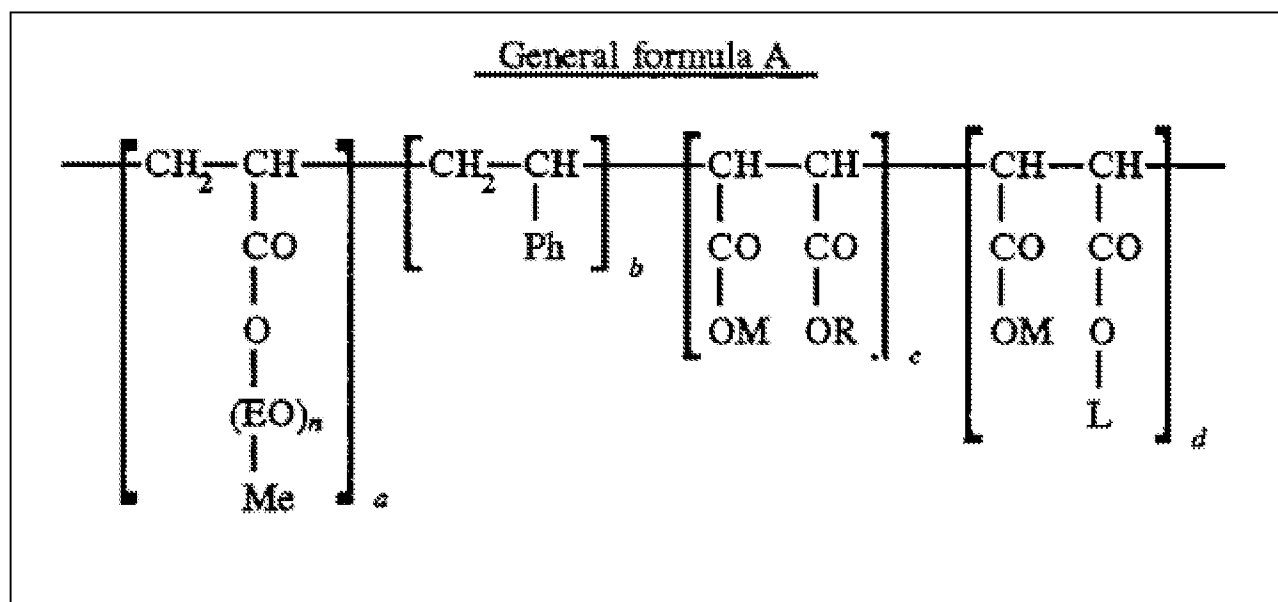 General formula A
CH2 CH CH2 CH CH CH CH CH
CO Ph b CO CO CO CO
O OM OR c OM O
(EO)n L d
Me a